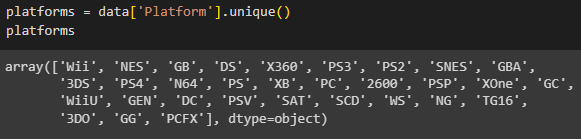 platforms = data['Platform'].unique()
platforms
array(['Wii', 'NES', 'GB', 'DS', 'X360', 'PS3', 'PS2', 'SNES', 'GBA',
'3DS', 'PS4', 'N64', 'PS', 'XB', 'PC', '2600', 'PSP', 'XOne', 'GC',
'WiiU', 'GEN', 'DC', 'PSV', 'SAT', 'SCD', 'WS', 'NG', 'TG16',
'3DO', 'GG', 'PCFX'], dtype=object)